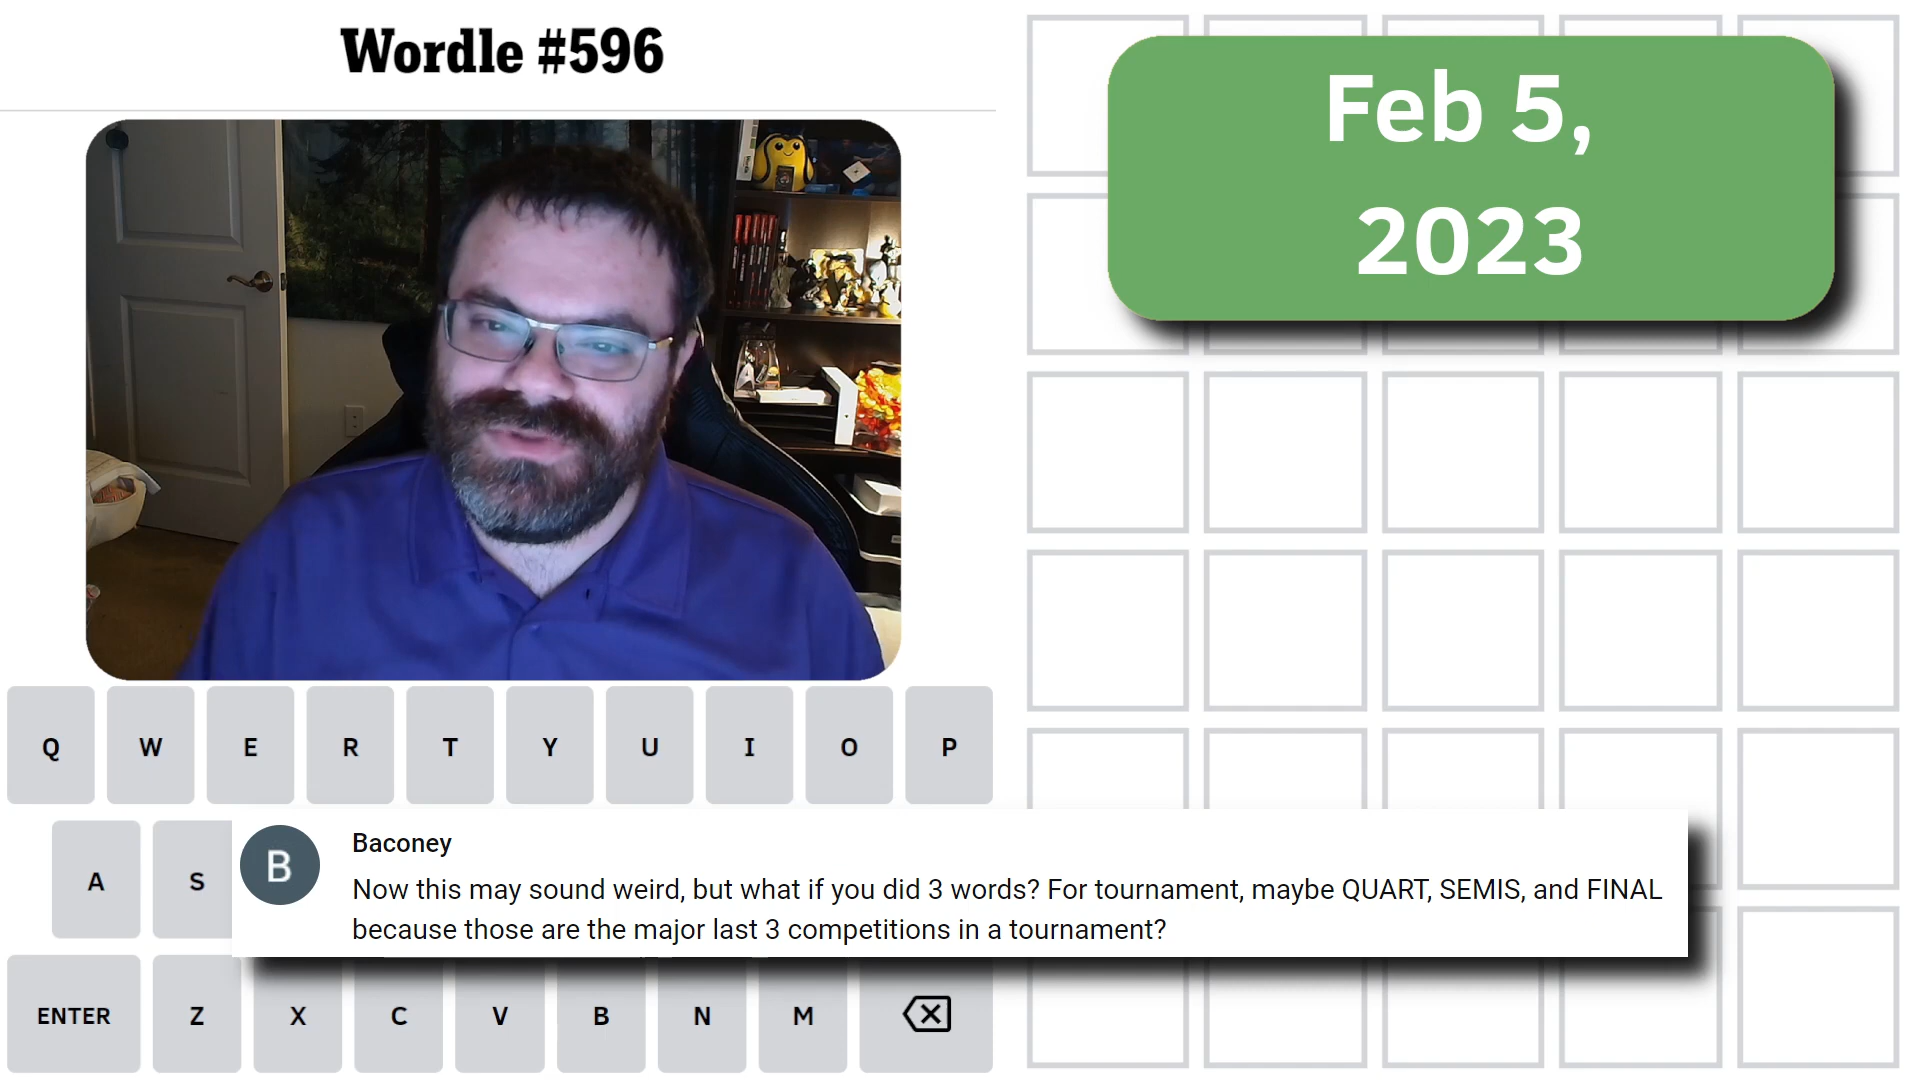 Wordle #596
Feb 5,
2023
Q W E R T Y U I O P
A S
B
Baconey
Now this may sound weird, but what if you did 3 words? For tournament, maybe QUART, SEMIS, and FINAL
because those are the major last 3 competitions in a tournament?
ENTER Z X C V B N M